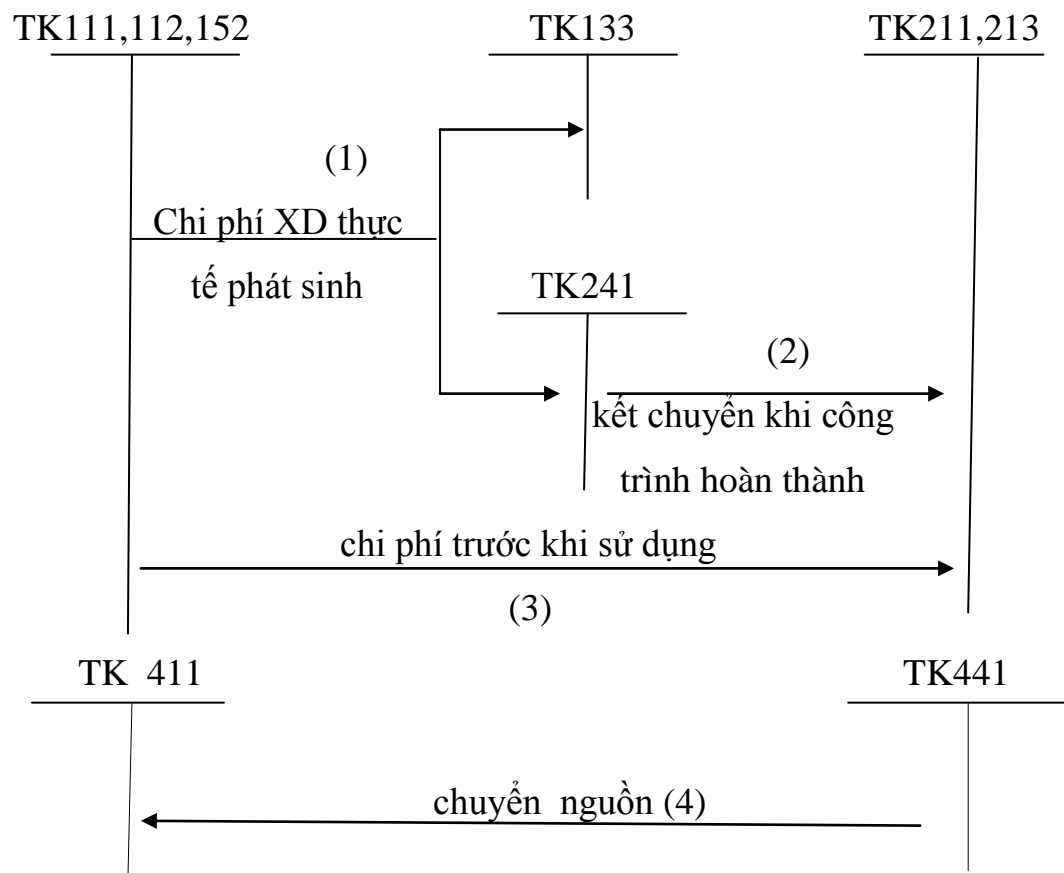 TK111,112,152
TK133
TK211,213
(1)
Chi phí XD thực
tế phát sinh
TK241
(2)
kết chuyển khi công
trình hoàn thành
chi phí trước khi sử dụng
(3)
TK 411
TK441
chuyển nguồn (4)